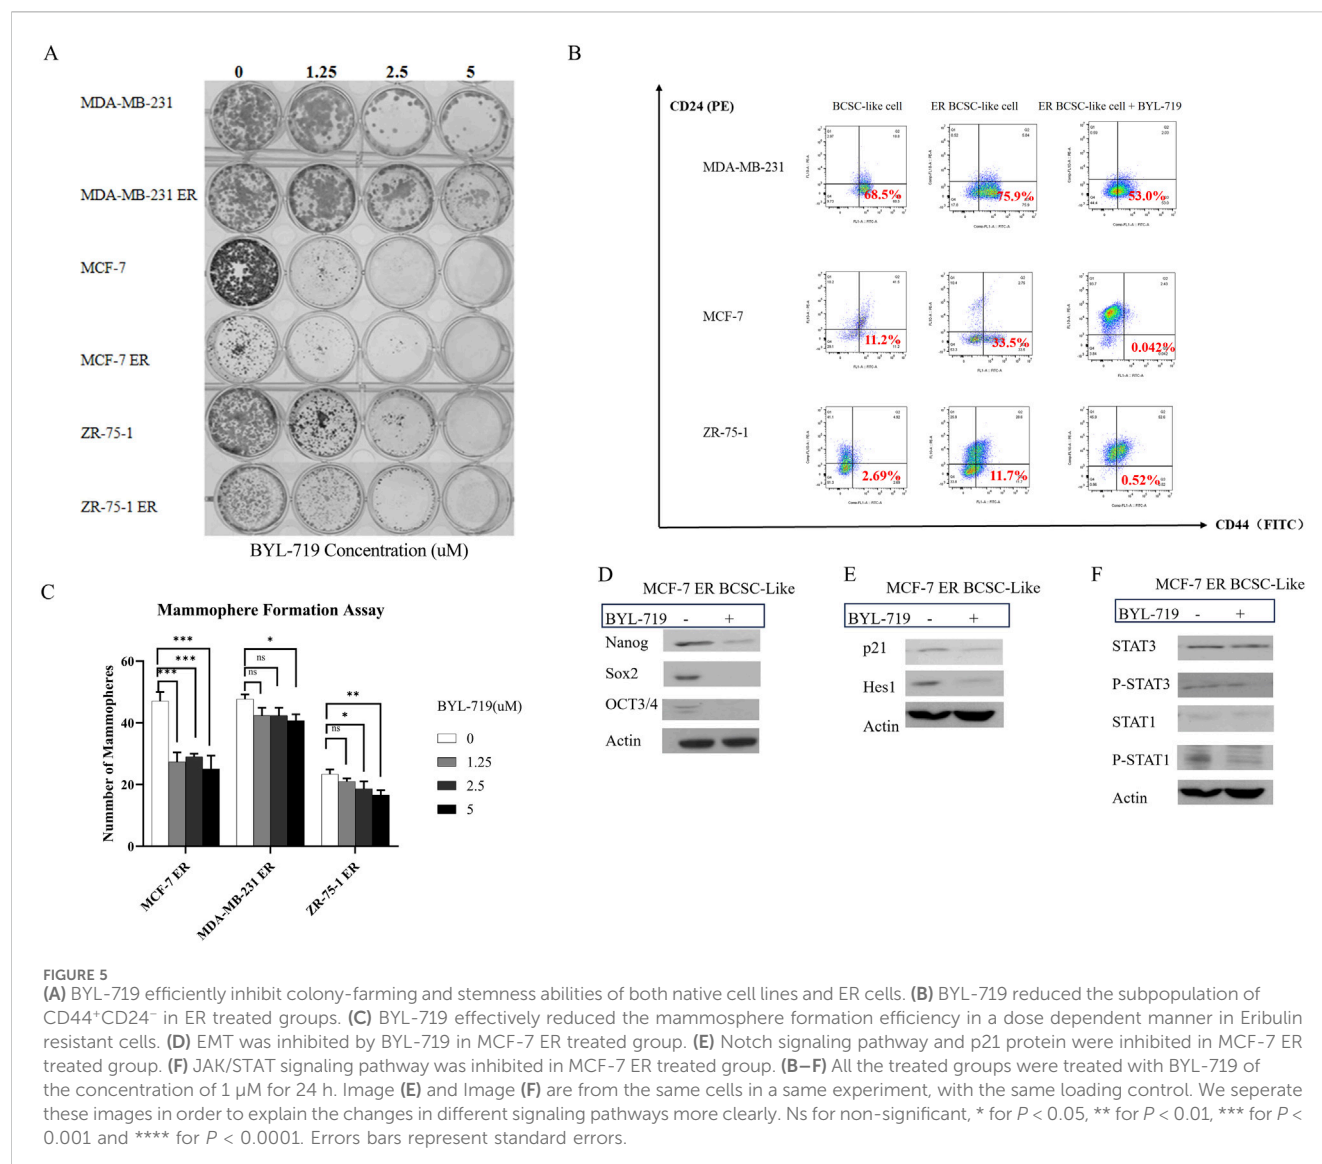 A
0 1.25 2.5 5
MDA-MB-231
MDA-MB-231 ER
MCF-7
MCF-7 ER
ZR-75-1
ZR-75-1 ER
BYL-719 Concentration (uM)
B
CD24 (PE)
BCSC-like cell ER BCSC-like cell ER BCSC-like cell + BYL-719
MDA-MB-231
68.5% 75.9% 53.0%
MCF-7
11.2% 33.5% 0.042%
ZR-75-1
2.69% 11.7% 0.52%
CD44（FITC）
C
Mammophere Formation Assay
Nummber of Mammopheres
60
40
20
0
*** *** ***
* ns ns
** * ns
MCF-7 ER
MDA-MB-231 ER
ZR-75-1 ER
BYL-719(uM)
0
1.25
2.5
5
D
MCF-7 ER BCSC-Like
BYL-719 - +
Nanog
Sox2
OCT3/4
Actin
E
MCF-7 ER BCSC-Like
BYL-719 - +
p21
Hes1
Actin
F
MCF-7 ER BCSC-Like
BYL-719 - +
STAT3
P-STAT3
STAT1
P-STAT1
Actin
FIGURE 5
(A) BYL-719 efficiently inhibit colony-farming and stemness abilities of both native cell lines and ER cells. (B) BYL-719 reduced the subpopulation of
CD44⁺CD24⁻ in ER treated groups. (C) BYL-719 effectively reduced the mammosphere formation efficiency in a dose dependent manner in Eribulin
resistant cells. (D) EMT was inhibited by BYL-719 in MCF-7 ER treated group. (E) Notch signaling pathway and p21 protein were inhibited in MCF-7 ER
treated group. (F) JAK/STAT signaling pathway was inhibited in MCF-7 ER treated group. (B–F) All the treated groups were treated with BYL-719 of
the concentration of 1 μM for 24 h. Image (E) and Image (F) are from the same cells in a same experiment, with the same loading control. We seperate
these images in order to explain the changes in different signaling pathways more clearly. Ns for non-significant, * for P < 0.05, ** for P < 0.01, *** for P <
0.001 and **** for P < 0.0001. Errors bars represent standard errors.